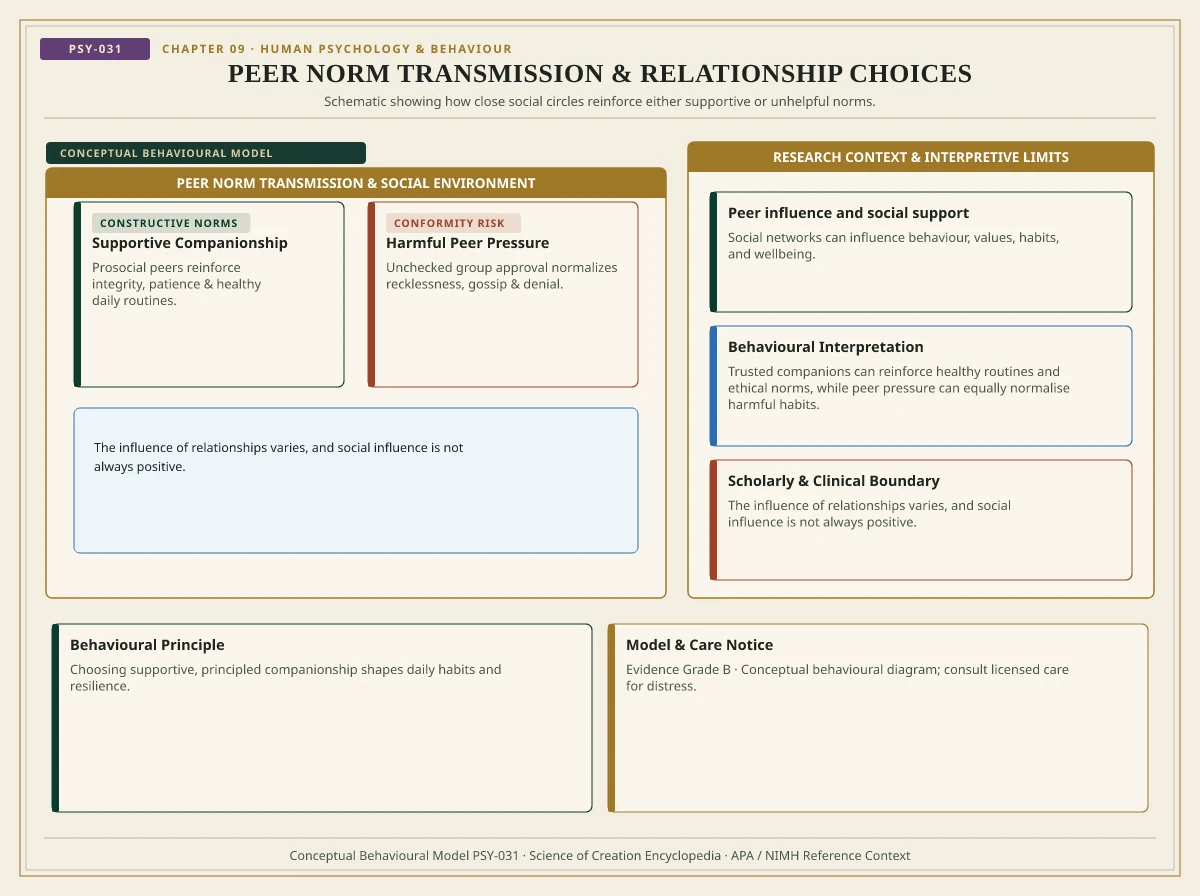 PSY-031
CHAPTER 09 · HUMAN PSYCHOLOGY & BEHAVIOUR
PEER NORM TRANSMISSION & RELATIONSHIP CHOICES
Schematic showing how close social circles reinforce either supportive or unhelpful norms.
CONCEPTUAL BEHAVIOURAL MODEL
PEER NORM TRANSMISSION & SOCIAL ENVIRONMENT
CONSTRUCTIVE NORMS
Supportive Companionship
Prosocial peers reinforce
integrity, patience & healthy
daily routines.
CONFORMITY RISK
Harmful Peer Pressure
Unchecked group approval normalizes
recklessness, gossip & denial.
The influence of relationships varies, and social influence is not
always positive.
RESEARCH CONTEXT & INTERPRETIVE LIMITS
Peer influence and social support
Social networks can influence behaviour, values, habits,
and wellbeing.
Behavioural Interpretation
Trusted companions can reinforce healthy routines and
ethical norms, while peer pressure can equally normalise
harmful habits.
Scholarly & Clinical Boundary
The influence of relationships varies, and social
influence is not always positive.
Behavioural Principle
Choosing supportive, principled companionship shapes daily habits and
resilience.
Model & Care Notice
Evidence Grade B · Conceptual behavioural diagram; consult licensed care
for distress.
Conceptual Behavioural Model PSY-031 · Science of Creation Encyclopedia · APA / NIMH Reference Context